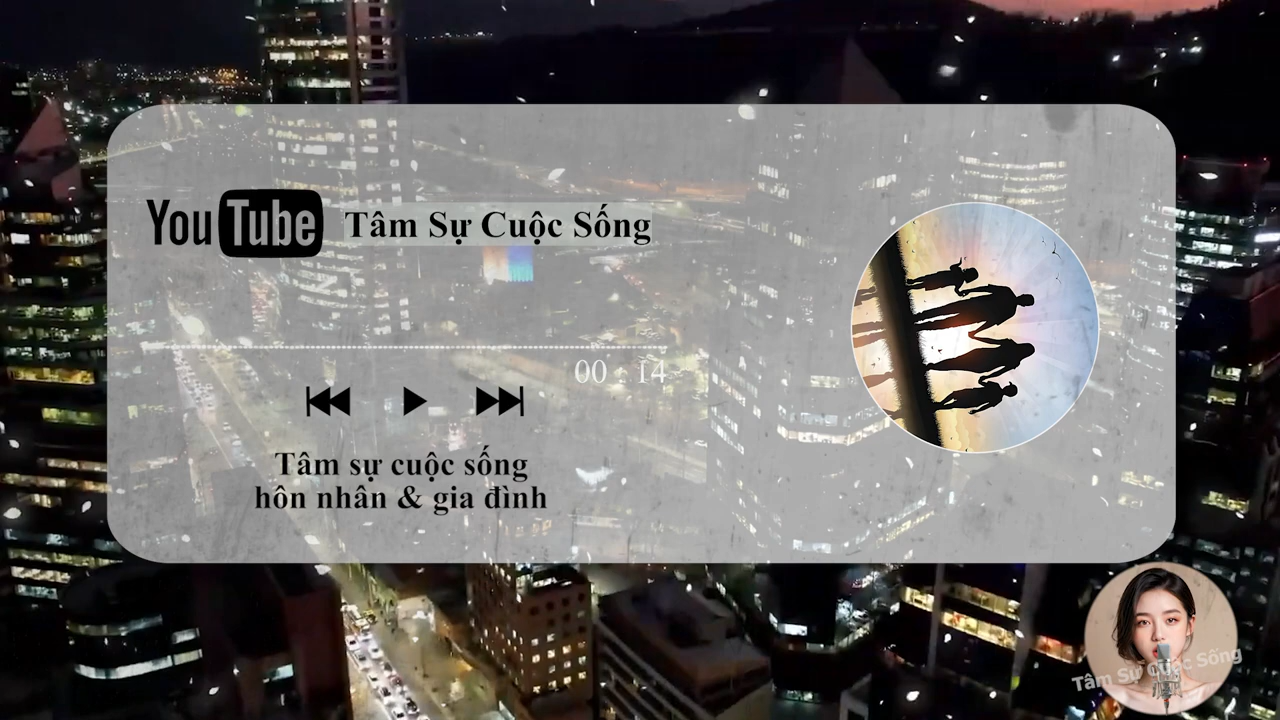 YouTube Tâm Sự Cuộc Sống
00 : 14
Tâm sự cuộc sống
hôn nhân & gia đình
Tâm Sự Cuộc Sống